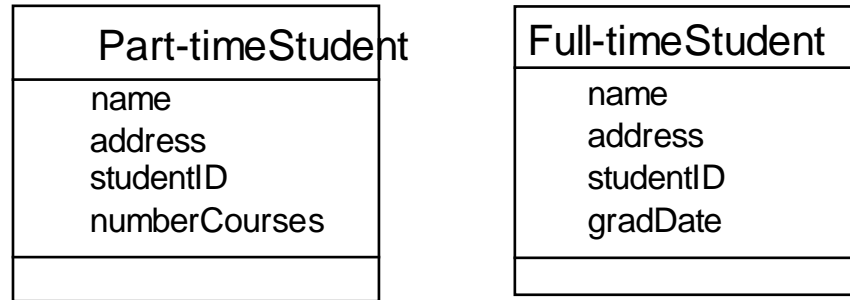 Part-timeStudent
name
address
studentID
numberCourses
Full-timeStudent
name
address
studentID
gradDate